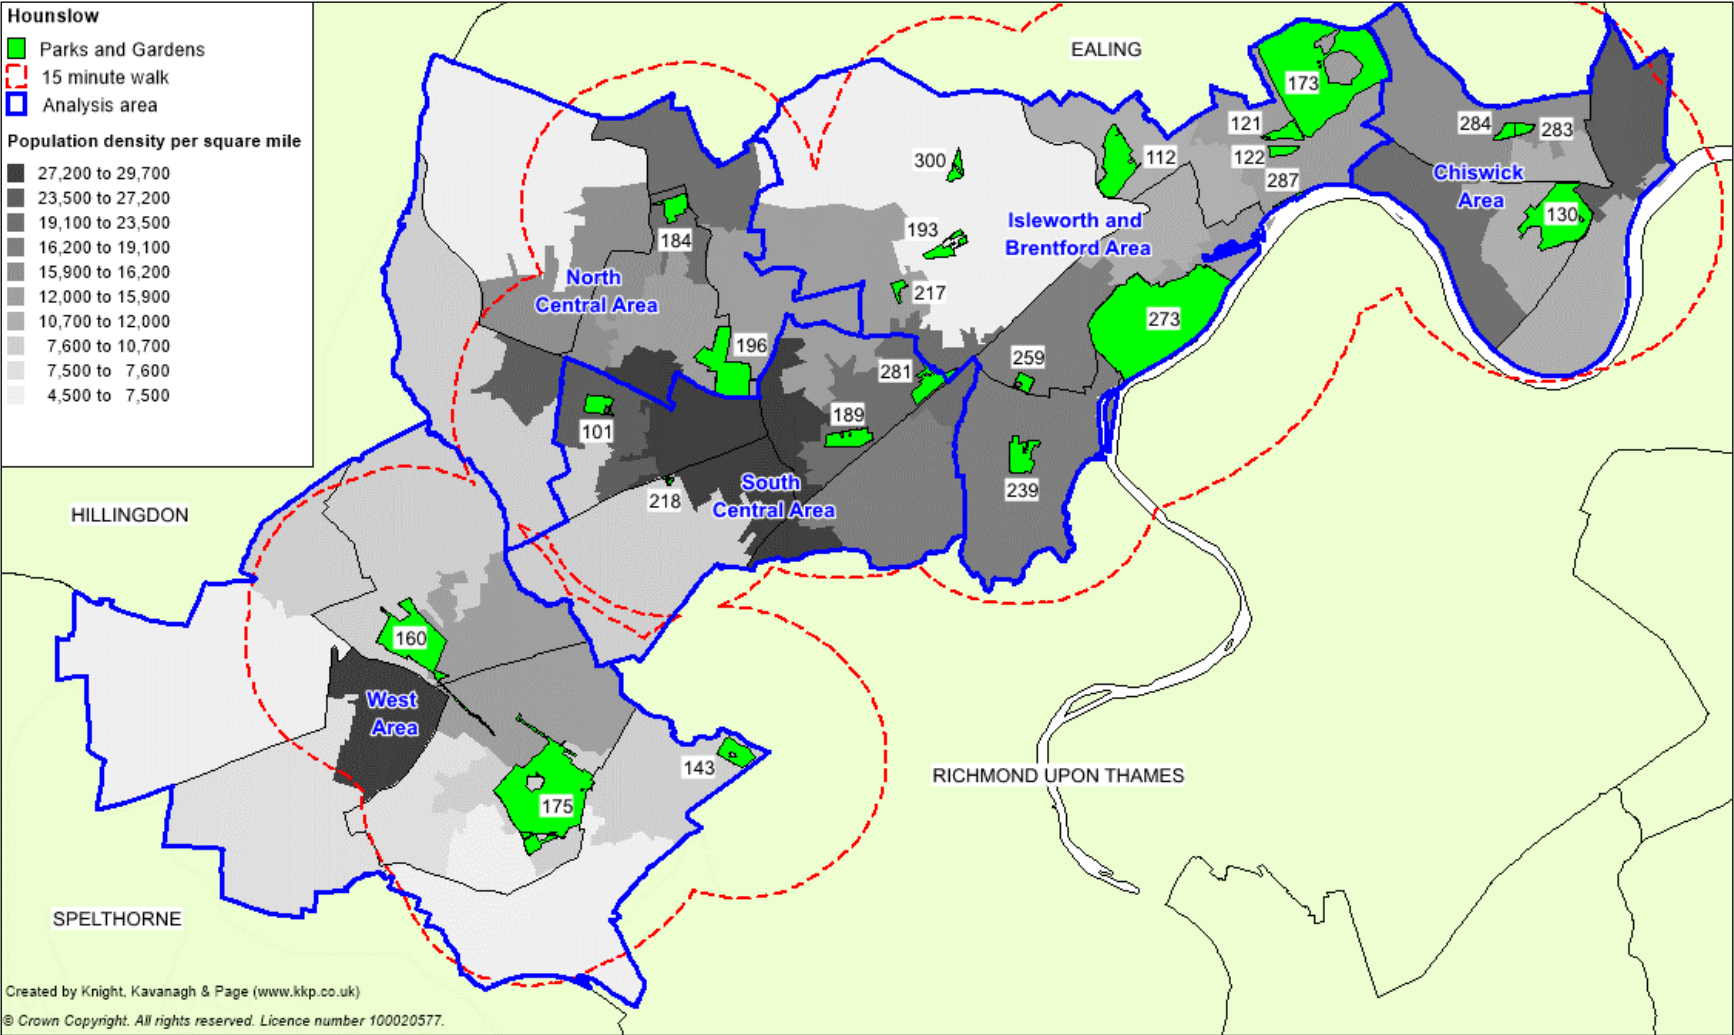 Hounslow
Parks and Gardens
15 minute walk
Analysis area
Population density per square mile
27,200 to 29,700
23,500 to 27,200
19,100 to 23,500
16,200 to 19,100
15,900 to 16,200
12,000 to 15,900
10,700 to 12,000
7,600 to 10,700
7,500 to 7,600
4,500 to 7,500
EALING
173
121
284
283
300
112
122
287
Chiswick
Area
184
193
Isleworth and
Brentford Area
130
North
Central Area
217
273
196
259
281
101
189
218
South
Central Area
239
HILLINGDON
160
West
Area
143
175
RICHMOND UPON THAMES
SPELTHORNE
Created by Knight, Kavanagh & Page (www.kkp.co.uk)
© Crown Copyright. All rights reserved. Licence number 100020577.